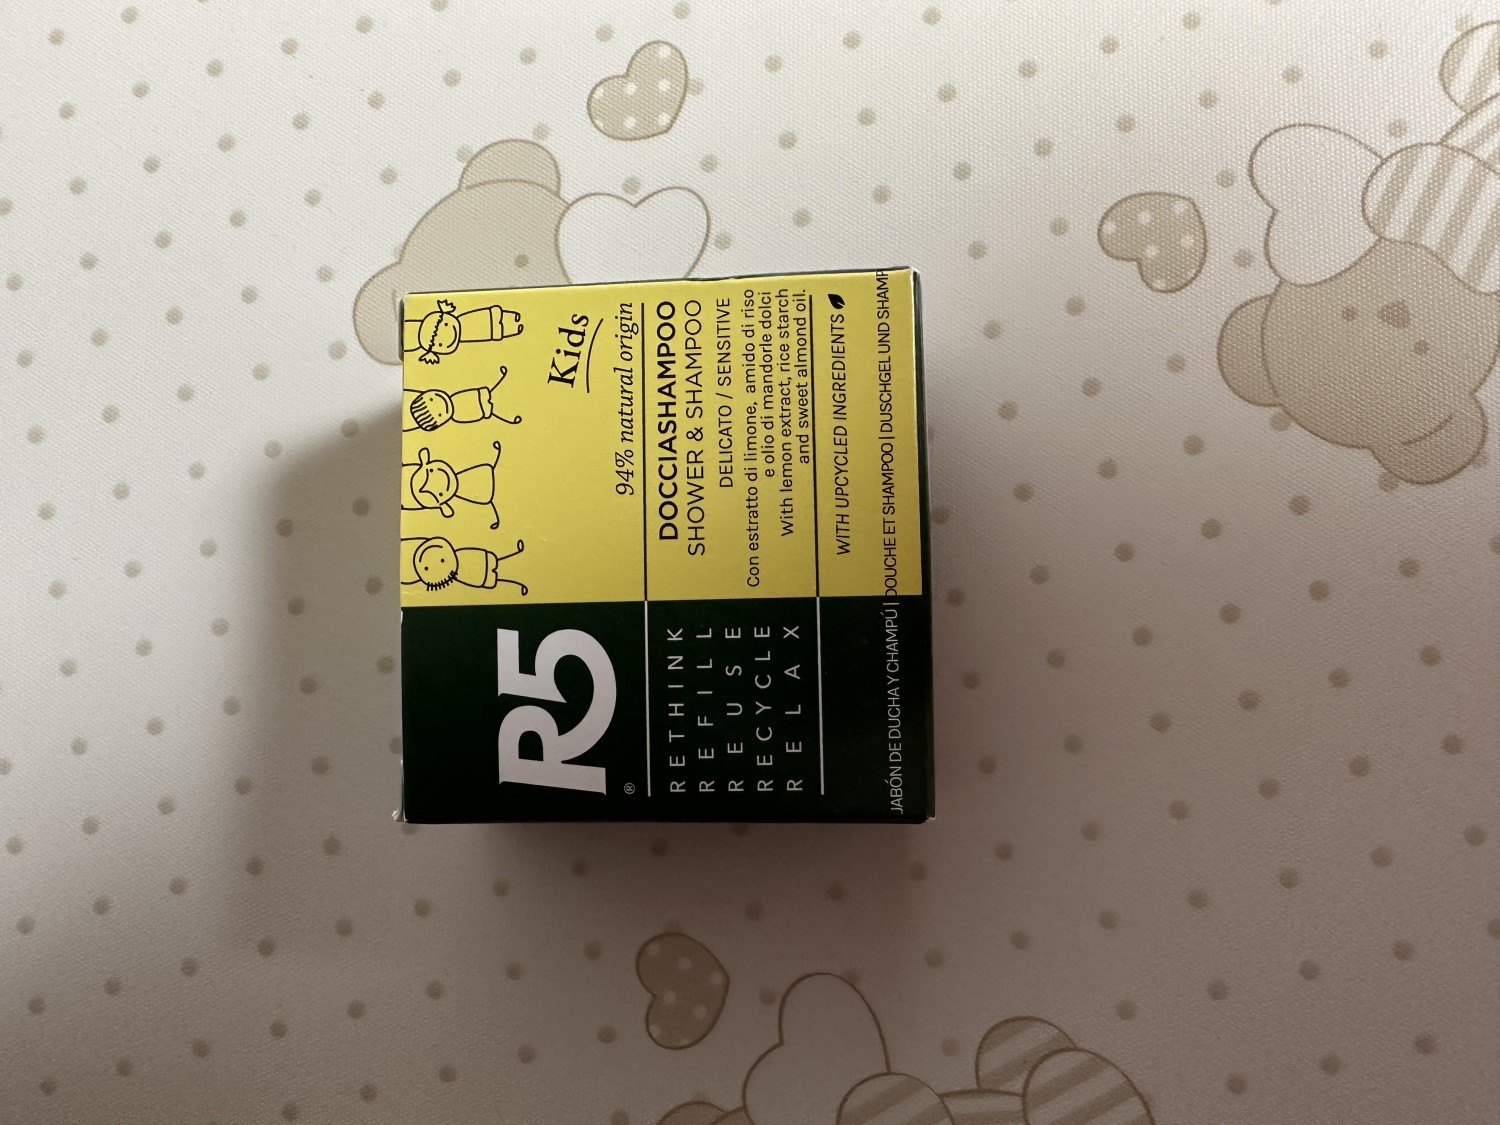 Kids
94% natural origin
DOCCIASHAMPOO
SHOWER & SHAMPOO
DELICATO / SENSITIVE
Con estratto di limone, amido di riso
e olio di mandorle dolci
With lemon extract, rice starch
and sweet almond oil.
WITH UPCYCLED INGREDIENTS
R5
®
RETHINK
REFILL
REUSE
RECYCLE
RELAX
JABÓN DE DUCHA Y CHAMPÚ | DOUCHE ET SHAMPOO | DUSCHGEL UND SHAMP